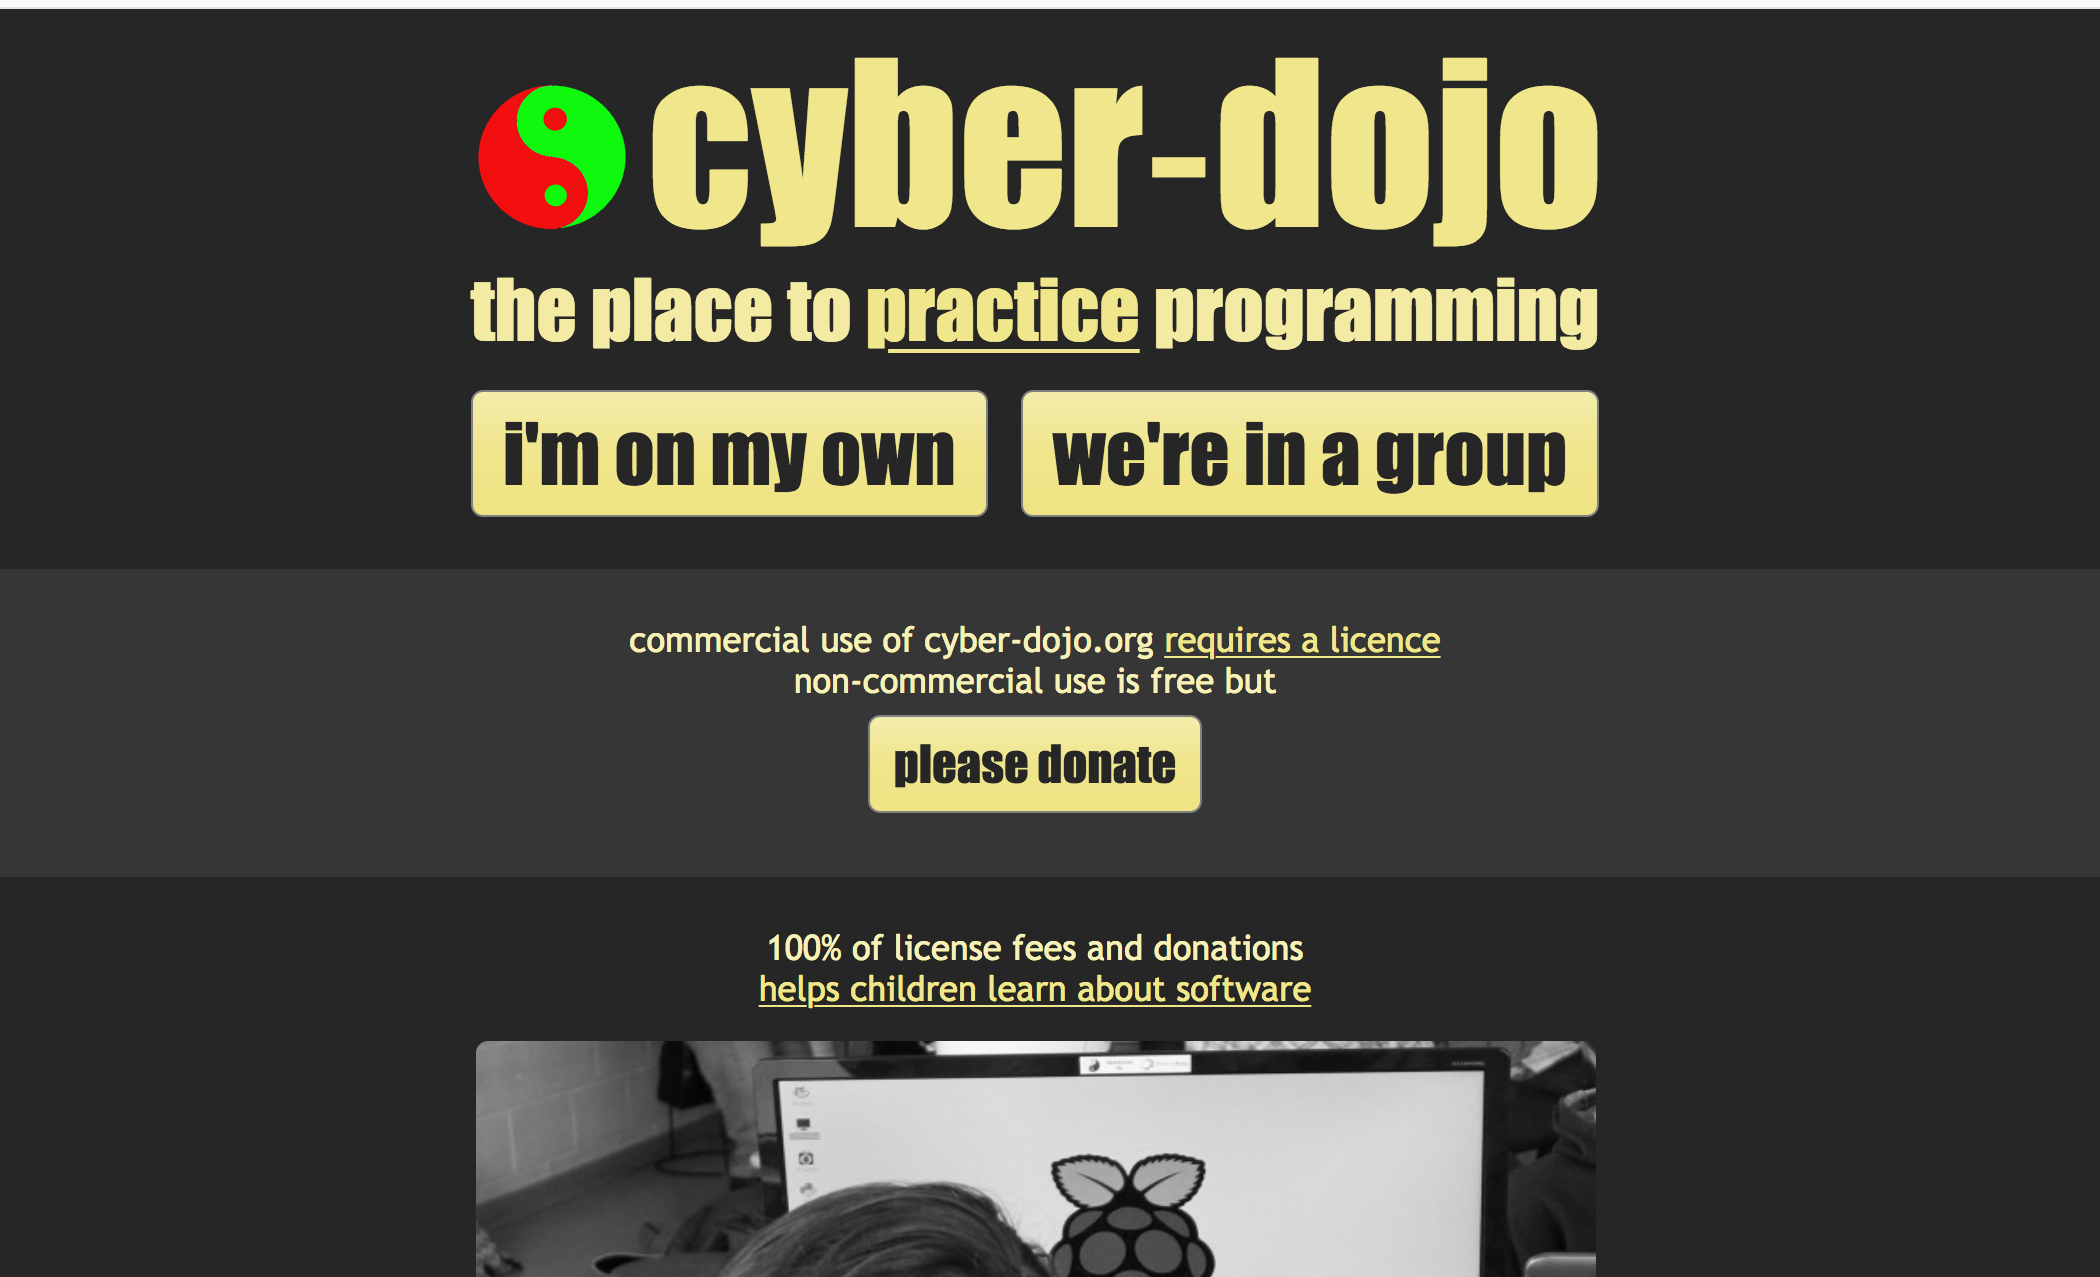 cyber-dojo
the place to practice programming
i'm on my own
we're in a group
commercial use of cyber-dojo.org requires a licence
non-commercial use is free but
please donate
100% of license fees and donations
helps children learn about software